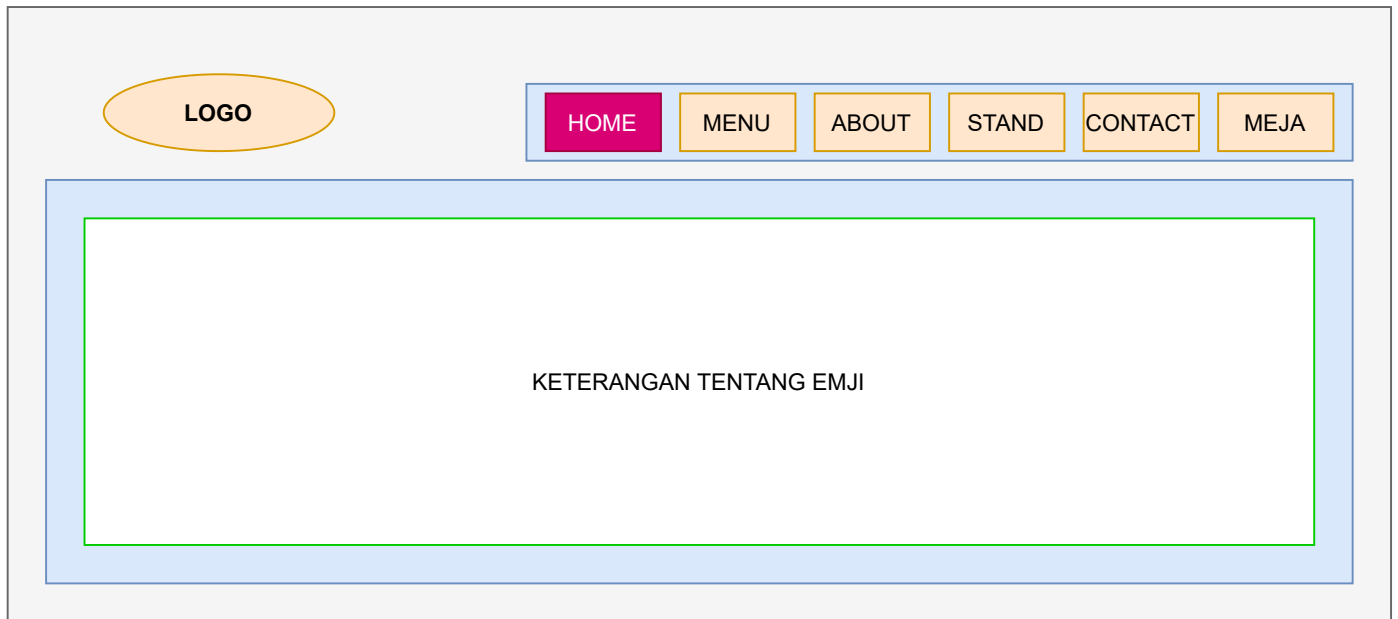 LOGO
HOME
MENU
ABOUT
STAND
CONTACT
MEJA
KETERANGAN TENTANG EMJI